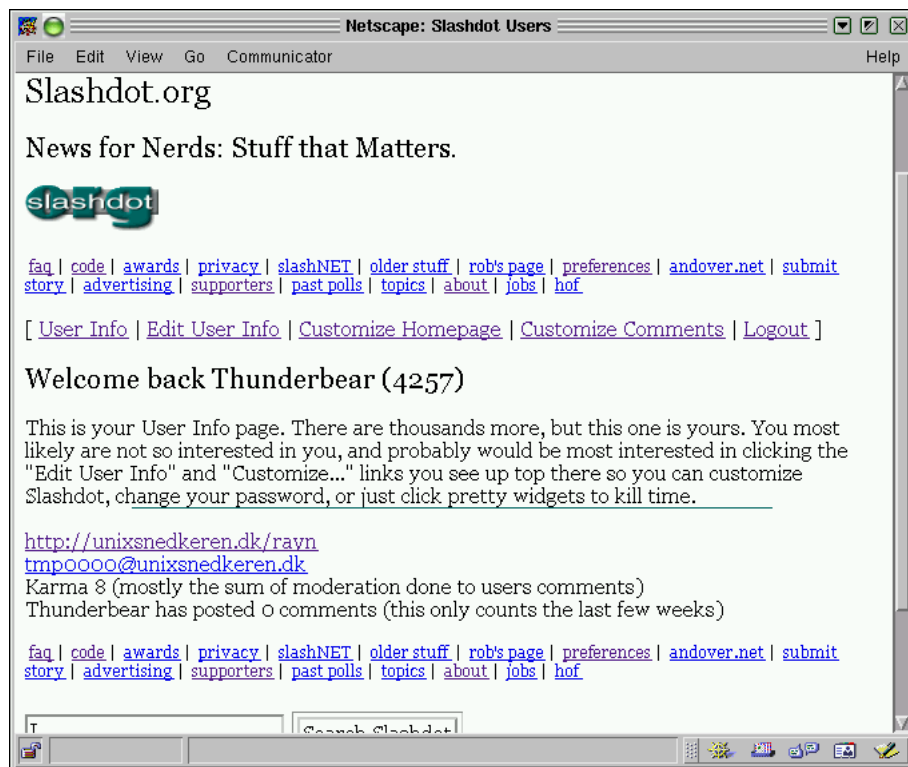 Netscape: Slashdot Users
File Edit View Go Communicator Help
Slashdot.org
News for Nerds: Stuff that Matters.
slashdot org
faq | code | awards | privacy | slashNET | older stuff | rob's page | preferences | andover.net | submit
story | advertising | supporters | past polls | topics | about | jobs | hof
[ User Info | Edit User Info | Customize Homepage | Customize Comments | Logout ]
Welcome back Thunderbear (4257)
This is your User Info page. There are thousands more, but this one is yours. You most
likely are not so interested in you, and probably would be most interested in clicking the
"Edit User Info" and "Customize..." links you see up top there so you can customize
Slashdot, change your password, or just click pretty widgets to kill time.
http://unixsnedkeren.dk/rayn
tmp0000@unixsnedkeren.dk
Karma 8 (mostly the sum of moderation done to users comments)
Thunderbear has posted 0 comments (this only counts the last few weeks)
faq | code | awards | privacy | slashNET | older stuff | rob's page | preferences | andover.net | submit
story | advertising | supporters | past polls | topics | about | jobs | hof
Search Slashdot